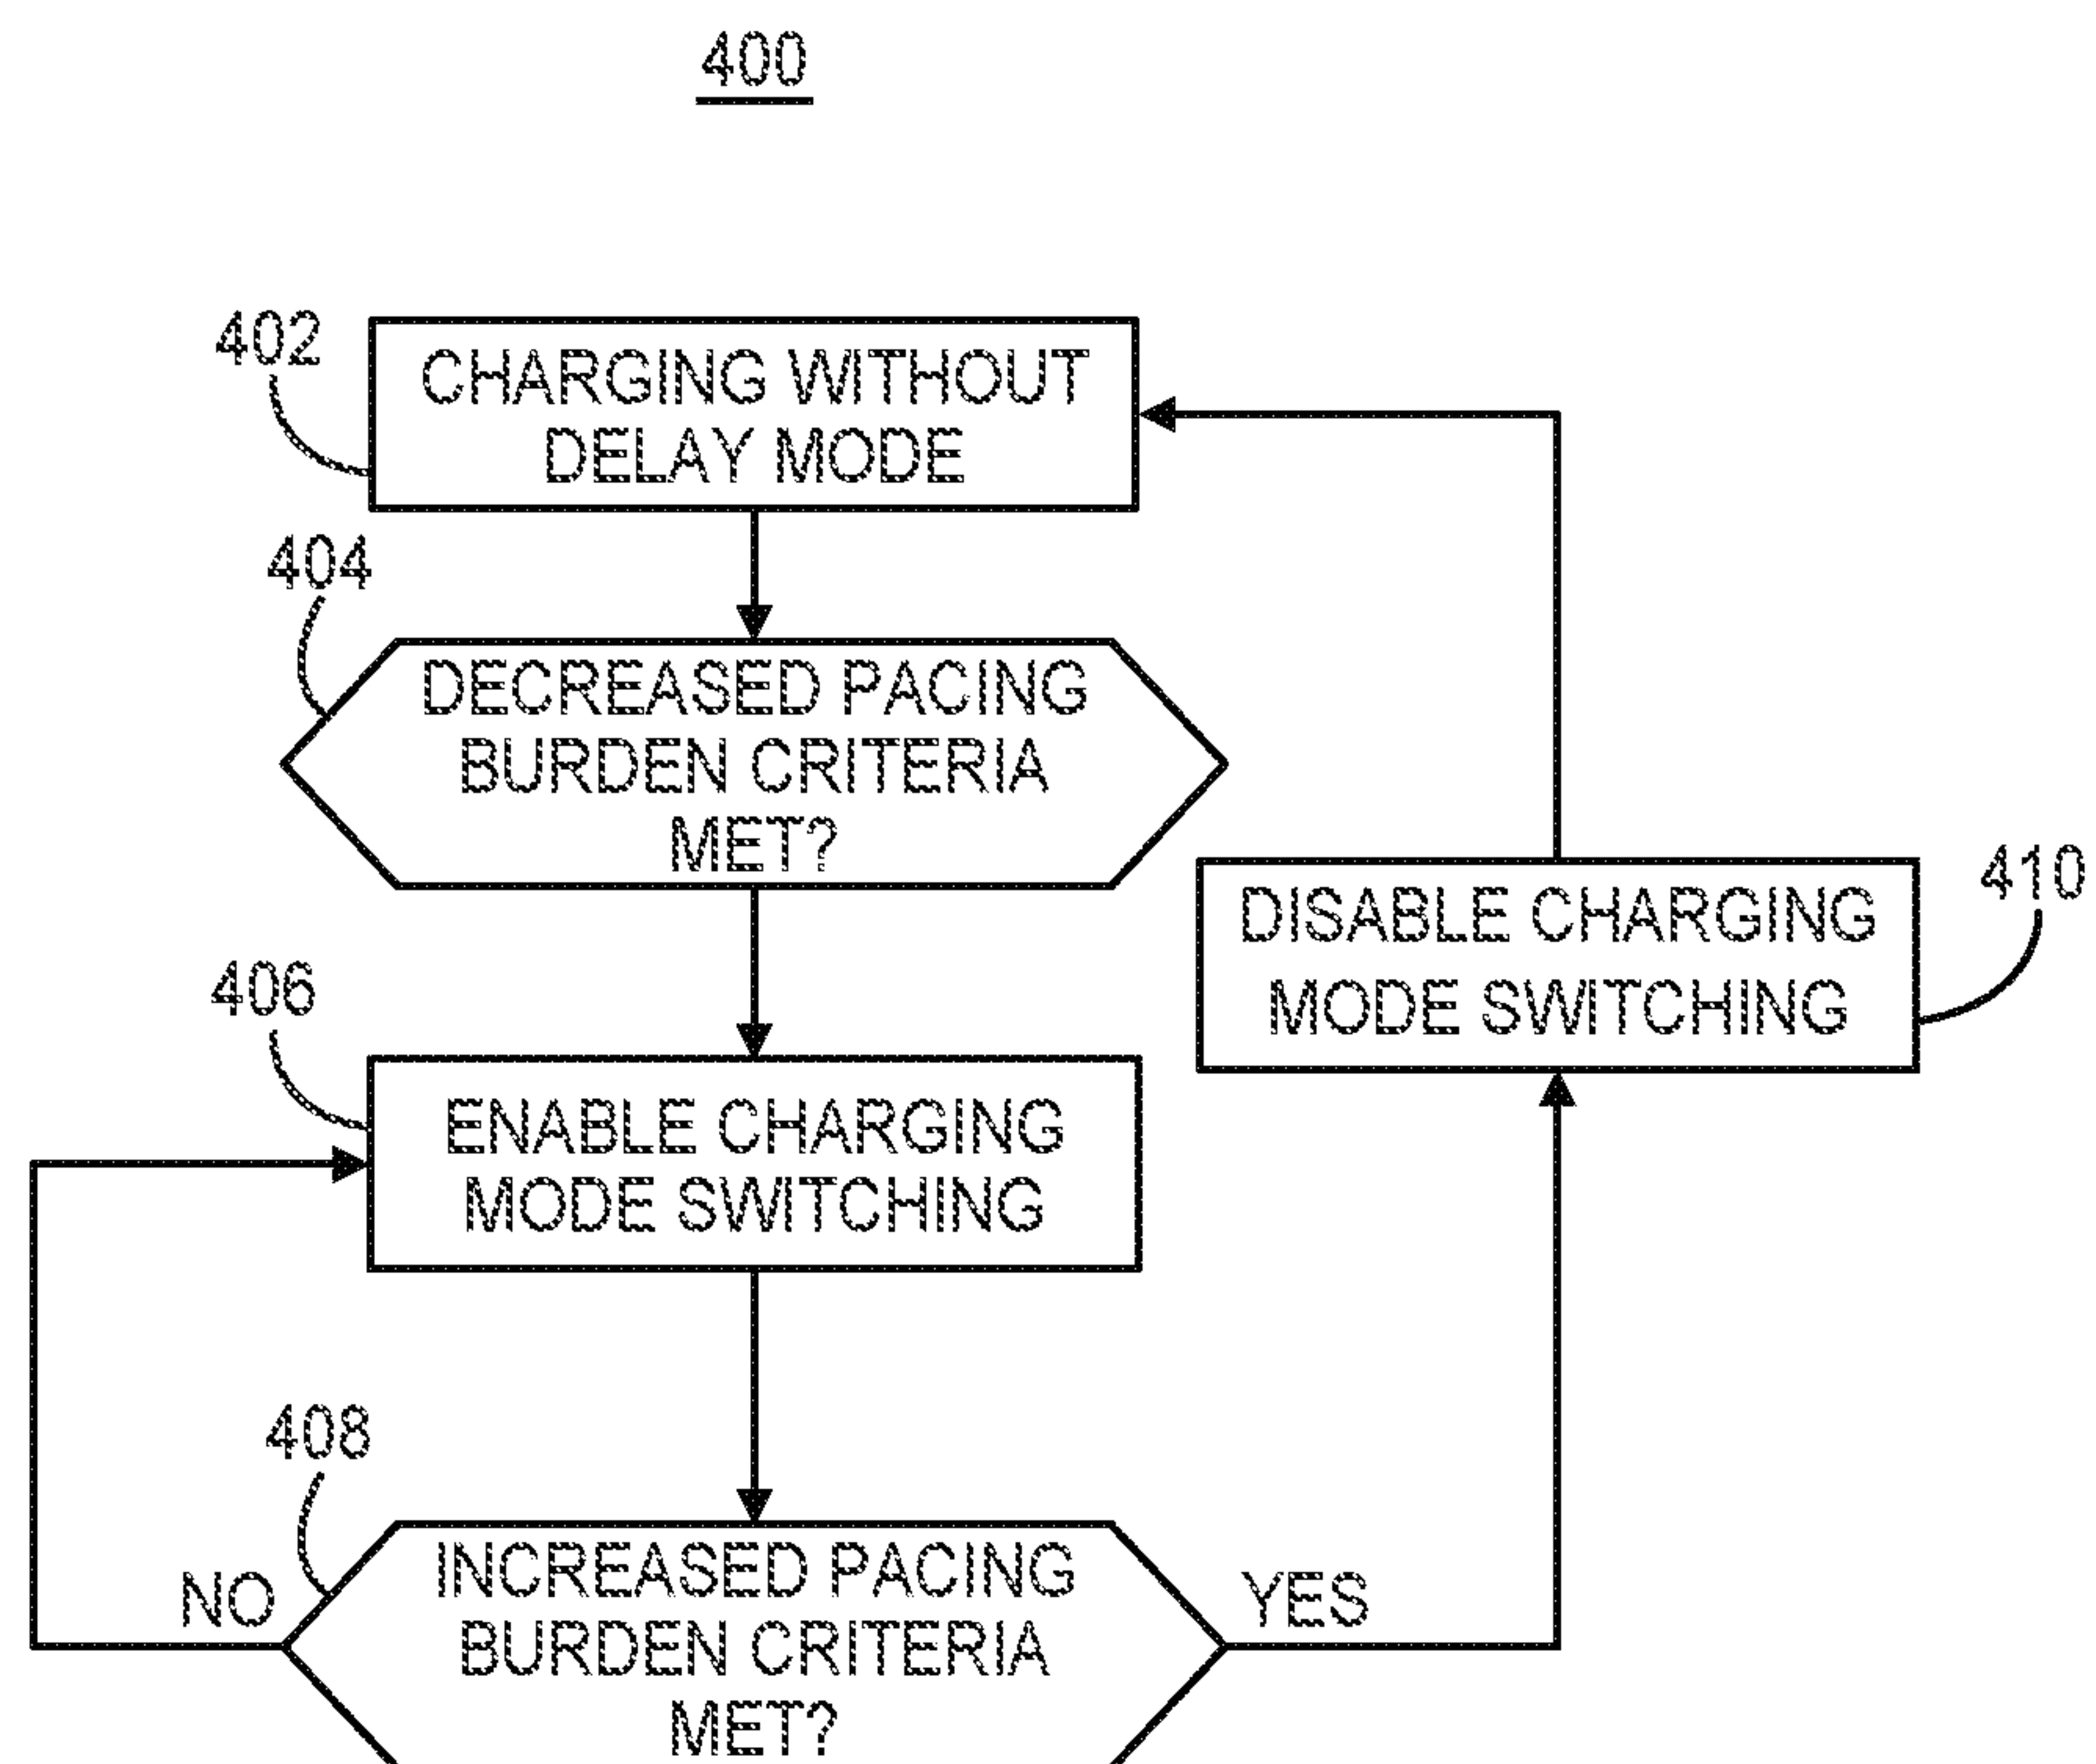 400
402
CHARGING WITHOUT
DELAY MODE
404
DECREASED PACING
BURDEN CRITERIA
MET?
406
ENABLE CHARGING
MODE SWITCHING
DISABLE CHARGING
MODE SWITCHING
410
408
NO
INCREASED PACING
BURDEN CRITERIA
MET?
YES